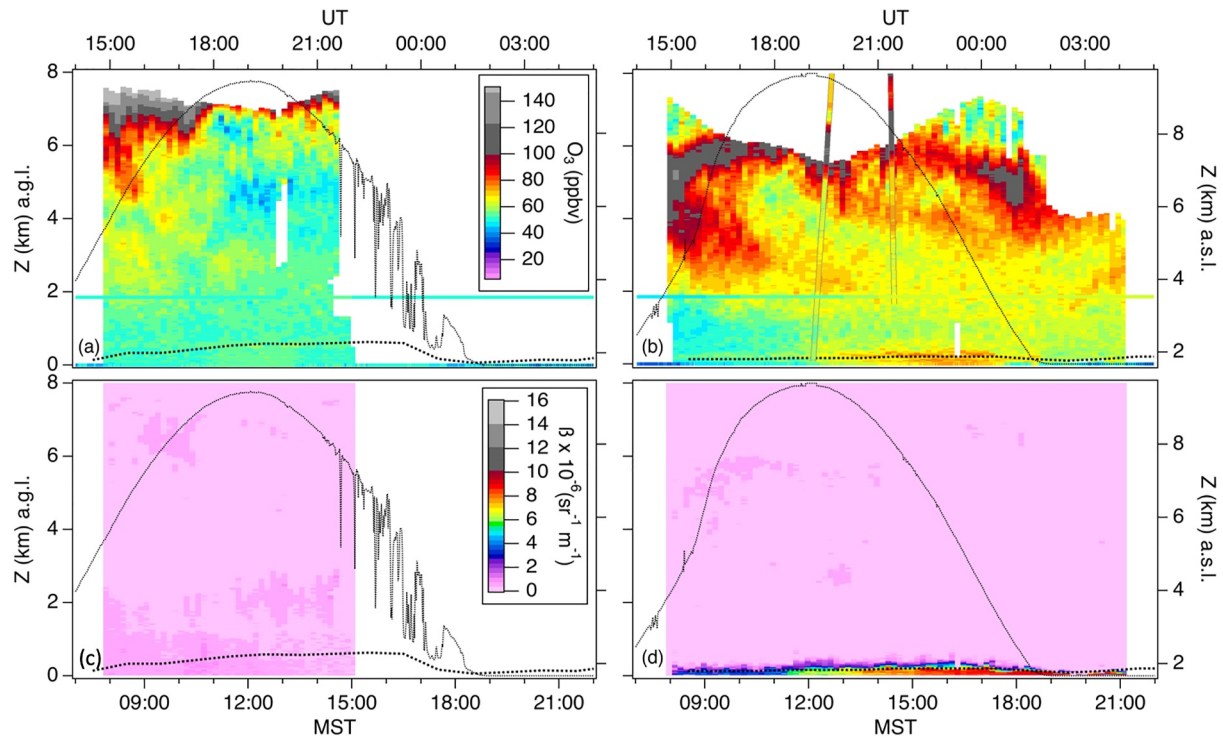 UT UT
15:00 18:00 21:00 00:00 03:00 15:00 18:00 21:00 00:00 03:00
8
6
4
2
0
Z (km) a.g.l.
140
120
100
80
60
40
20
O3 (ppbv)
(a)
(b)
8
6
4
2
Z (km) a.s.l.
8
6
4
2
0
Z (km) a.g.l.
16
14
12
10
8
6
4
2
0
β x 10-6(sr-1 m-1)
(c)
(d)
8
6
4
2
Z (km) a.s.l.
09:00 12:00 15:00 18:00 21:00 09:00 12:00 15:00 18:00 21:00
MST MST